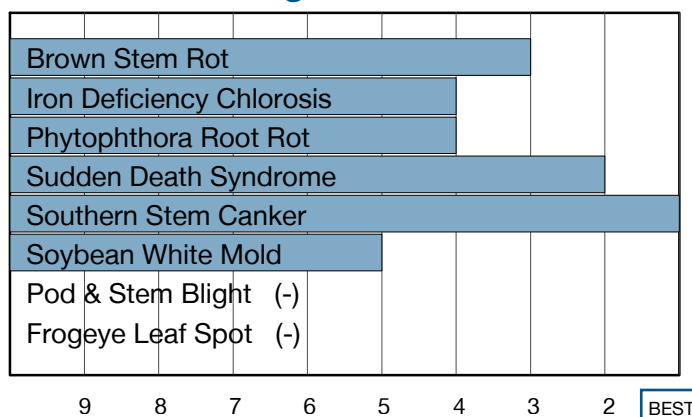 Brown Stem Rot
Iron Deficiency Chlorosis
Phytophthora Root Rot
Sudden Death Syndrome
Southern Stem Canker
Soybean White Mold
Pod & Stem Blight (-)
Frogeye Leaf Spot (-)
9 8 7 6 5 4 3 2 BEST